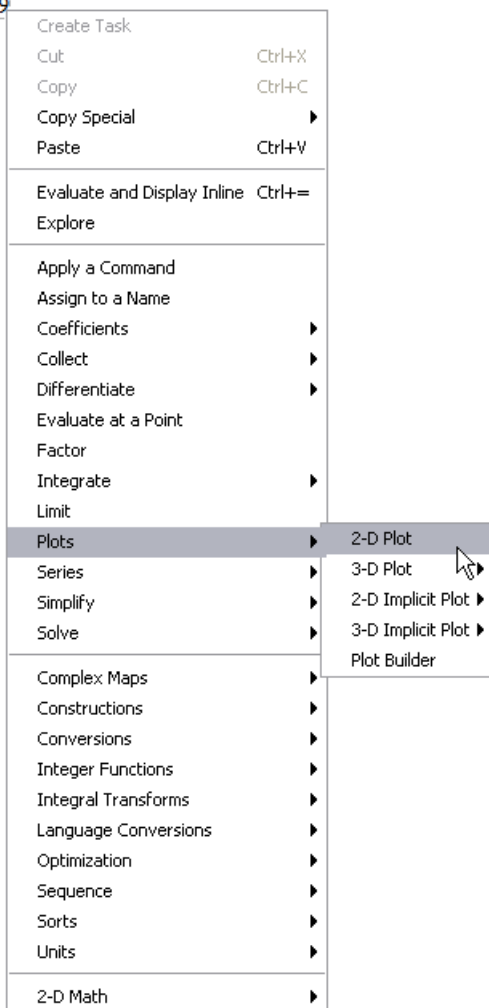 Create Task
Cut Ctrl+X
Copy Ctrl+C
Copy Special
Paste Ctrl+V
Evaluate and Display Inline Ctrl+=
Explore
Apply a Command
Assign to a Name
Coefficients
Collect
Differentiate
Evaluate at a Point
Factor
Integrate
Limit
Plots
Series
Simplify
Solve
2-D Plot
3-D Plot
2-D Implicit Plot
3-D Implicit Plot
Plot Builder
Complex Maps
Constructions
Conversions
Integer Functions
Integral Transforms
Language Conversions
Optimization
Sequence
Sorts
Units
2-D Math